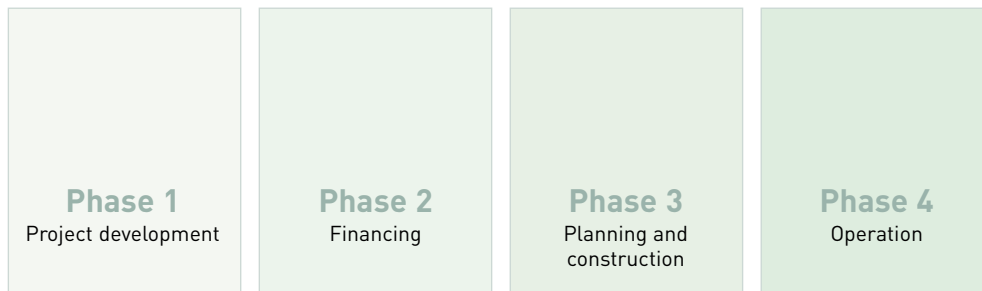 Phase 1
Project development
Phase 2
Financing
Phase 3
Planning and
construction
Phase 4
Operation